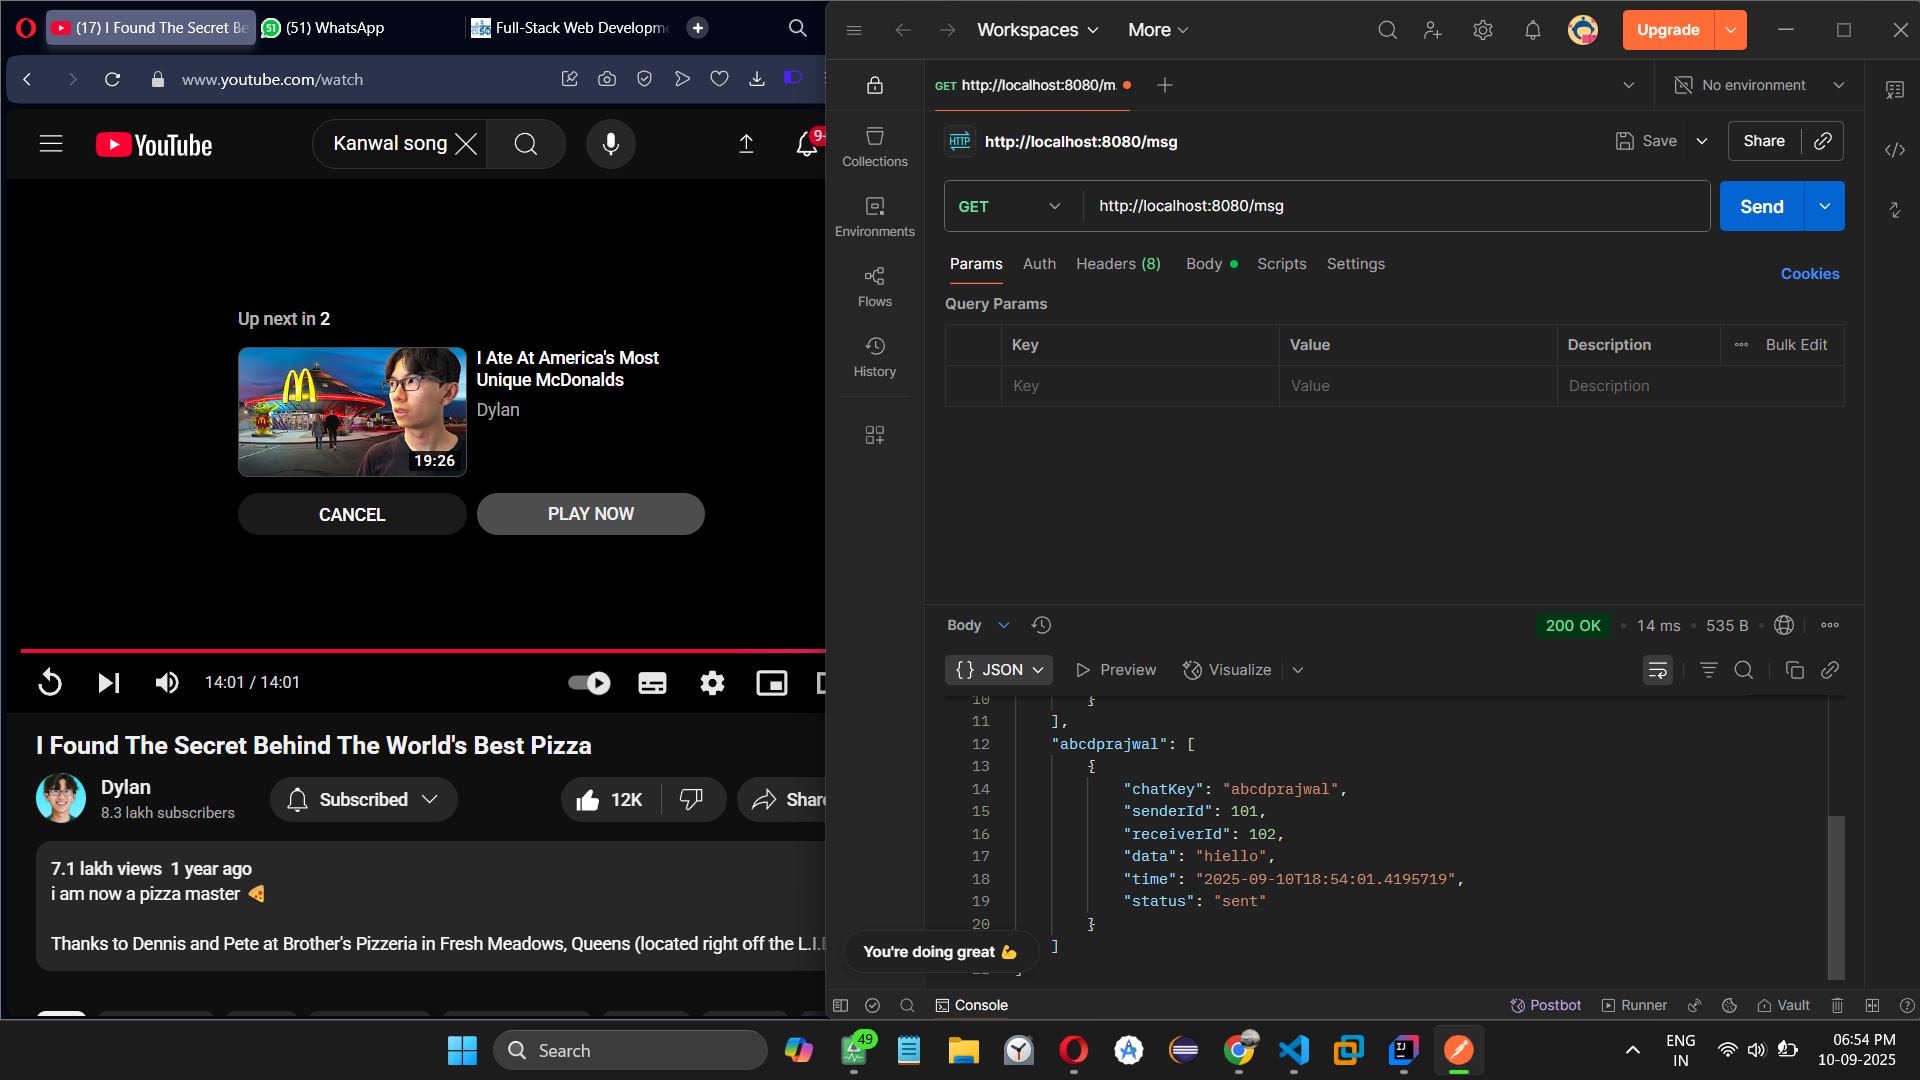 (17) I Found The Secret Be
(51) WhatsApp
Full-Stack Web Developme
www.youtube.com/watch
YouTube
Kanwal song
9+
Up next in 2
I Ate At America's Most
Unique McDonalds
Dylan
19:26
CANCEL
PLAY NOW
14:01 / 14:01
I Found The Secret Behind The World's Best Pizza
Dylan
8.3 lakh subscribers
Subscribed
12K
Share
7.1 lakh views 1 year ago
i am now a pizza master 🍕
Thanks to Dennis and Pete at Brother's Pizzeria in Fresh Meadows, Queens (located right off the L.I.E
Workspaces
More
Upgrade
GET http://localhost:8080/m
No environment
Collections
Environments
Flows
History
HTTP
http://localhost:8080/msg
Save
Share
GET
http://localhost:8080/msg
Send
Params
Auth
Headers (8)
Body
Scripts
Settings
Cookies
Query Params
Key
Value
Description
Bulk Edit
Key
Value
Description
Body
200 OK
14 ms
535 B
{} JSON
Preview
Visualize
10 }
11 ],
12 "abcdprajwal": [
13 {
14 "chatKey": "abcdprajwal",
15 "senderId": 101,
16 "receiverId": 102,
17 "data": "hiello",
18 "time": "2025-09-10T18:54:01.4195719",
19 "status": "sent"
20 }
]
You're doing great 💪
Console
Postbot
Runner
Vault
Search
49
IJ
ENG
IN
06:54 PM
10-09-2025